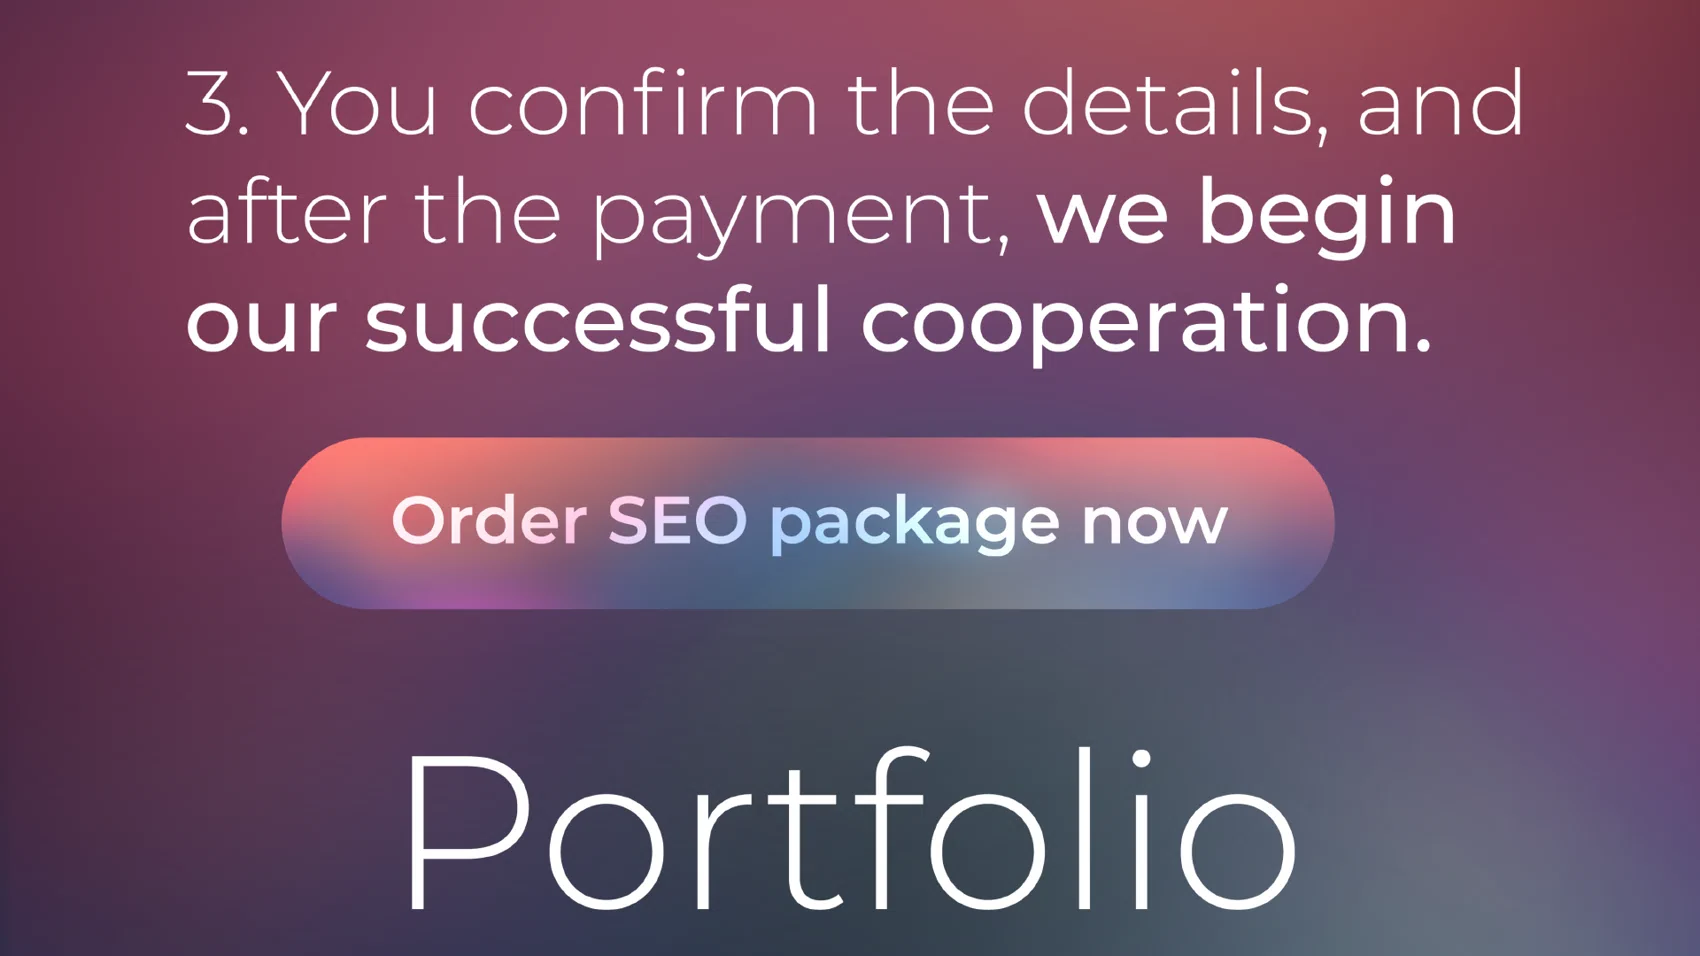 3. You confirm the details, and
after the payment, we begin
our successful cooperation.
Order SEO package now
Portfolio